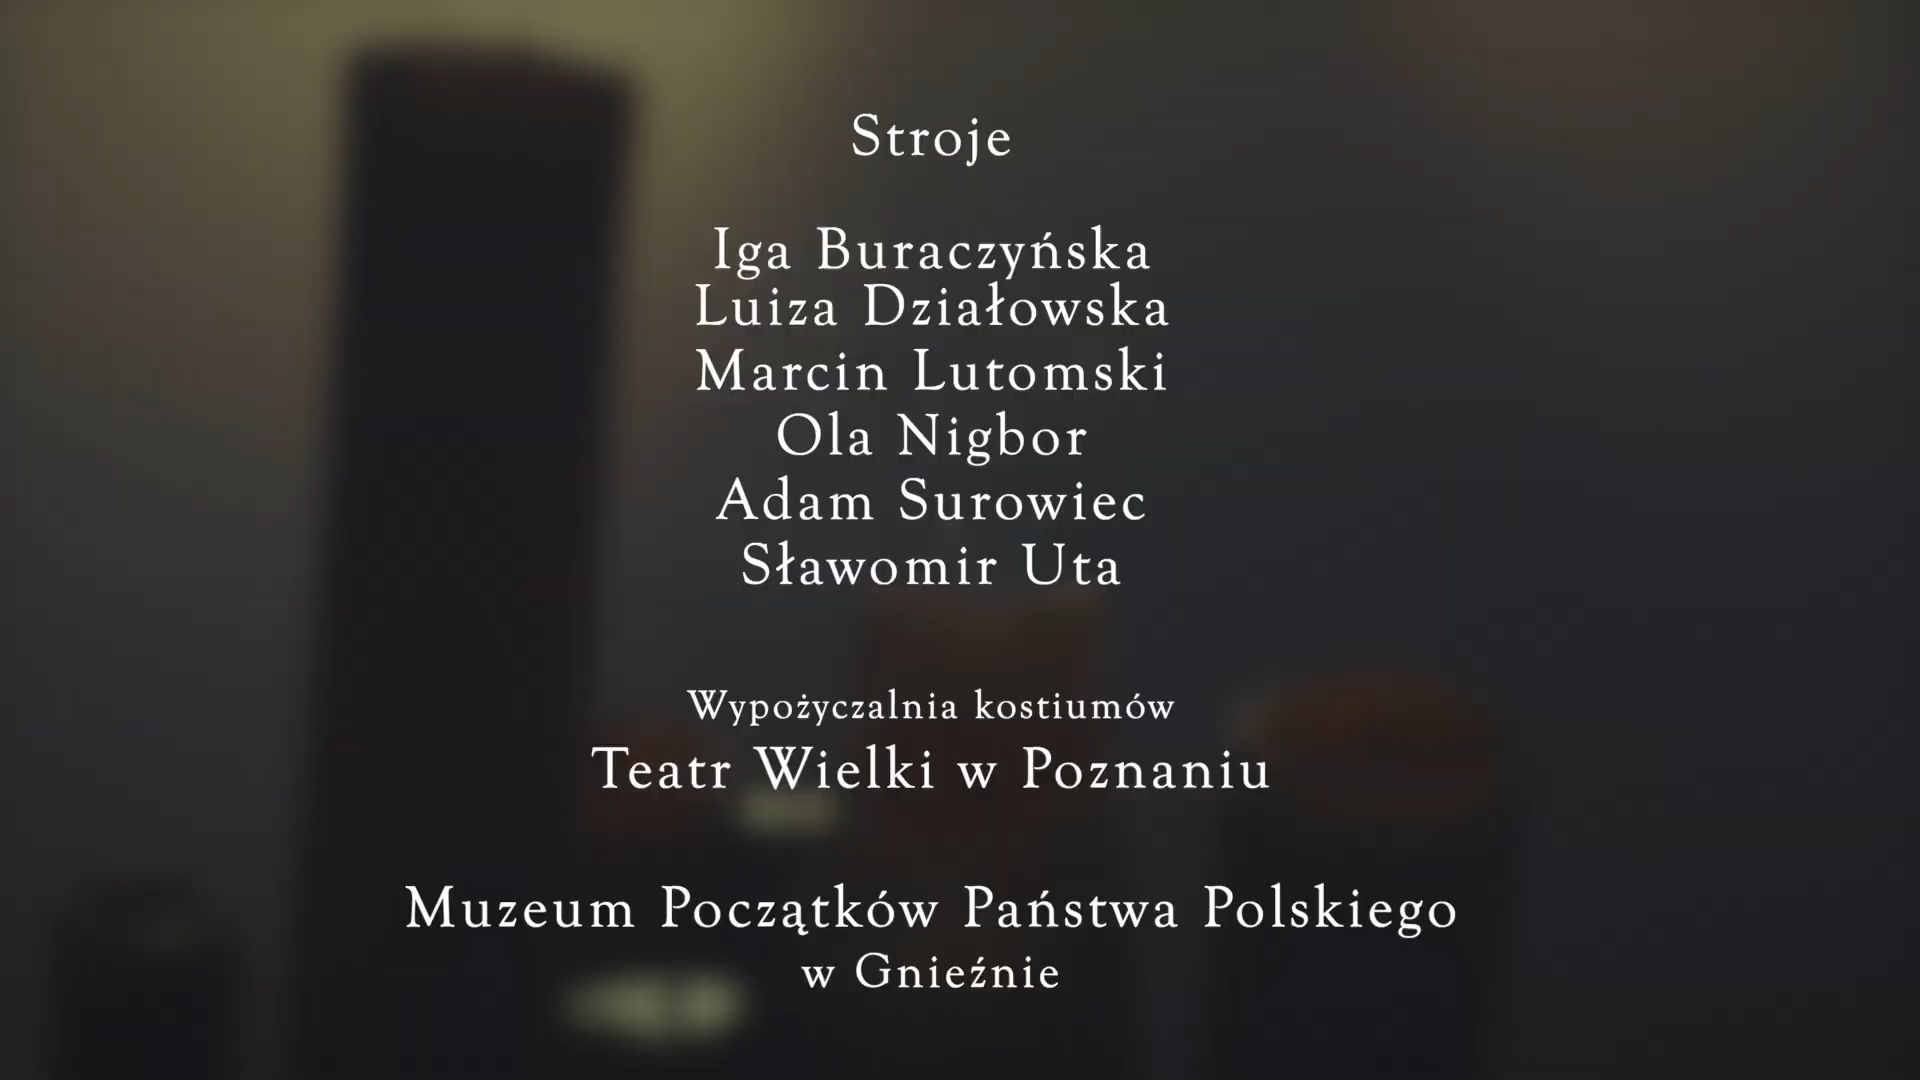 Stroje
Iga Buraczyńska
Luiza Działowska
Marcin Lutomski
Ola Nigbor
Adam Surowiec
Sławomir Uta
Wypożyczalnia kostiumów
Teatr Wielki w Poznaniu
Muzeum Początków Państwa Polskiego
w Gnieźnie